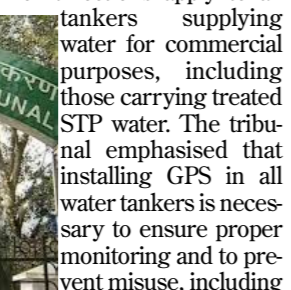 करण
UNAL
tankers supplying
water for commercial
purposes, including
those carrying treated
STP water. The tribu-
nal emphasised that
installing GPS in all
water tankers is neces-
sary to ensure proper
monitoring and to pre-
vent misuse, including